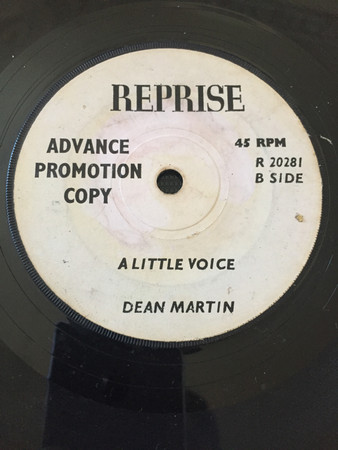 REPRISE
ADVANCE
PROMOTION
COPY
45 RPM
R 20281
B SIDE
A LITTLE VOICE
DEAN MARTIN